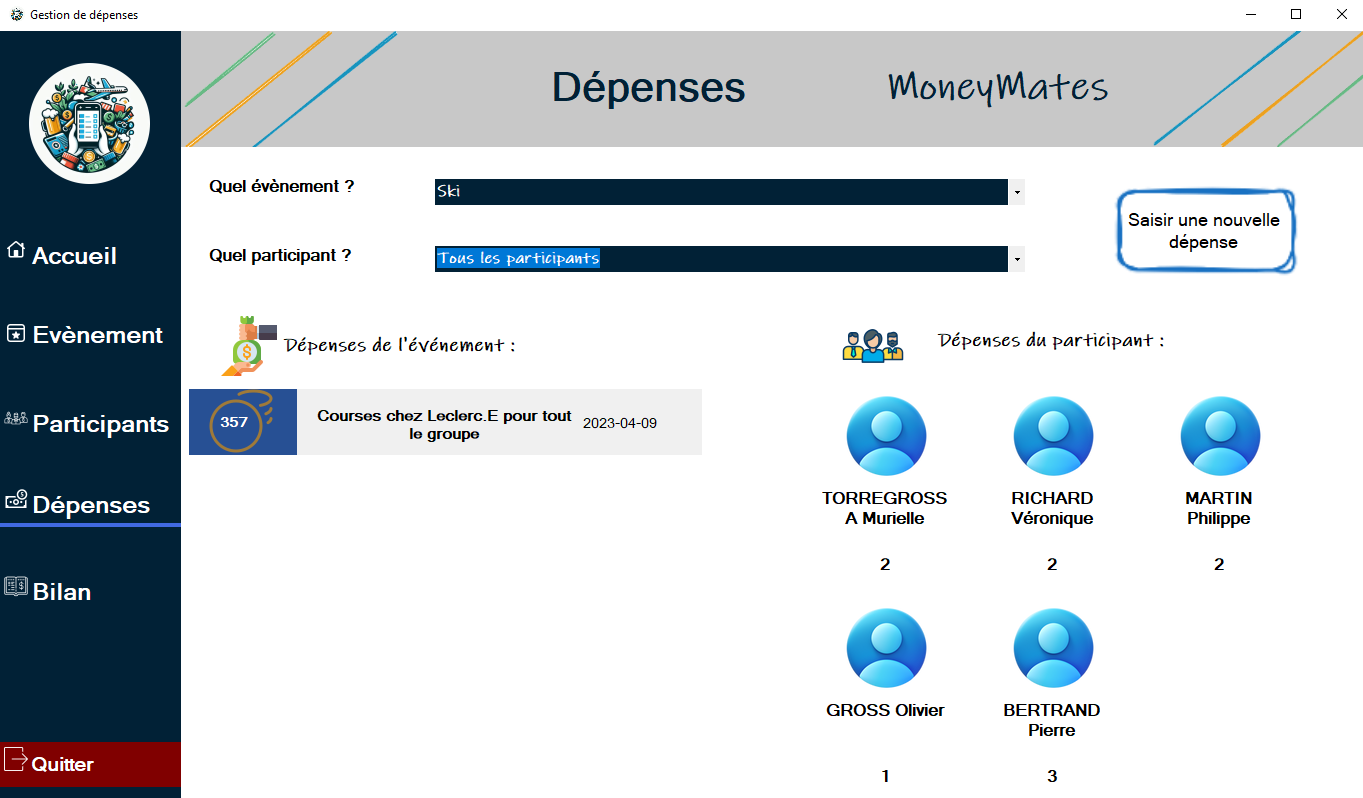 Gestion de dépenses
Dépenses
MoneyMates
Accueil
Evènement
Participants
Dépenses
Bilan
Quitter
Quel évènement ?
Ski
Quel participant ?
Tous les participants
Saisir une nouvelle
dépense
Dépenses de l'événement :
357
Courses chez Leclerc.E pour tout
le groupe
2023-04-09
Dépenses du participant :
TORREGROSS
A Murielle
2
RICHARD
Véronique
2
MARTIN
Philippe
2
GROSS Olivier
1
BERTRAND
Pierre
3